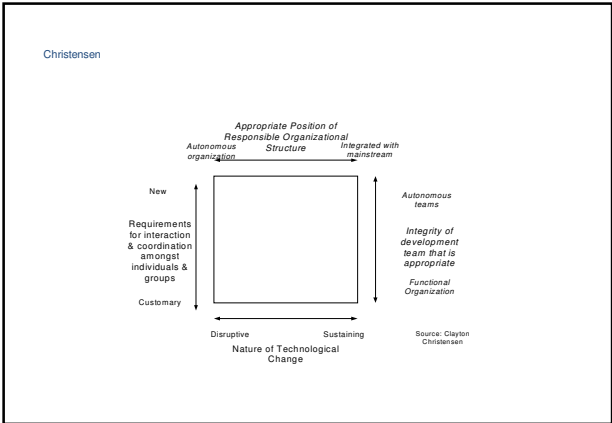 Christensen
Appropriate Position of
Responsible Organizational
Structure
Autonomous
organization
Integrated with
mainstream
New
Requirements
for interaction
& coordination
amongst
individuals &
groups
Customary
Autonomous
teams
Integrity of
development
team that is
appropriate
Functional
Organization
Disruptive
Sustaining
Nature of Technological
Change
Source: Clayton
Christensen